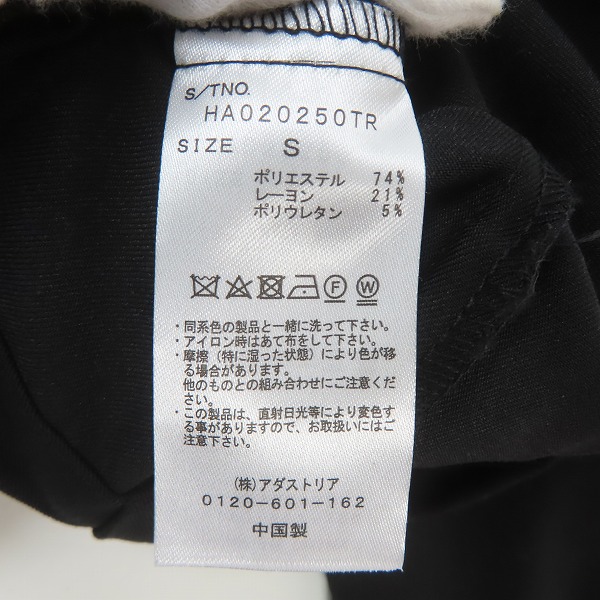 S/TNO.
HA020250TR
SIZE S
ポリエステル 74%
レーヨン 21%
ポリウレタン 5%
F W
・同系色の製品と一緒に洗って下さい。
・アイロン時はあて布をして下さい。
・摩擦（特に湿った状態）により色が移
る場合があります。
他のものとの組み合わせにご注意くだ
さい。
・この製品は、直射日光等により変色す
る事がありますので、お取扱いにはご
注意下さい。
(株)アダストリア
0120-601-162
中国製